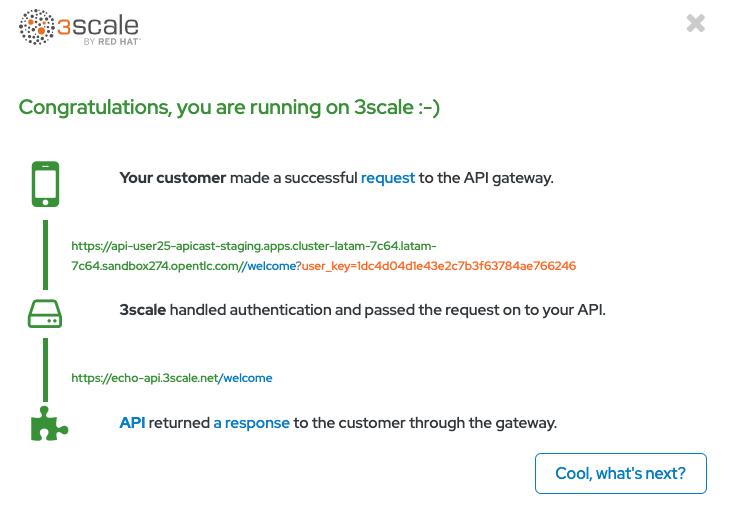 3scale
BY RED HAT
Congratulations, you are running on 3scale :-)
Your customer made a successful request to the API gateway.
https://api-user25-apicast-staging.apps.cluster-latam-7c64.latam-
7c64.sandbox274.opentlc.com//welcome?user_key=1dc4d04d1e43e2c7b3f63784ae766246
3scale handled authentication and passed the request on to your API.
https://echo-api.3scale.net/welcome
API returned a response to the customer through the gateway.
Cool, what's next?